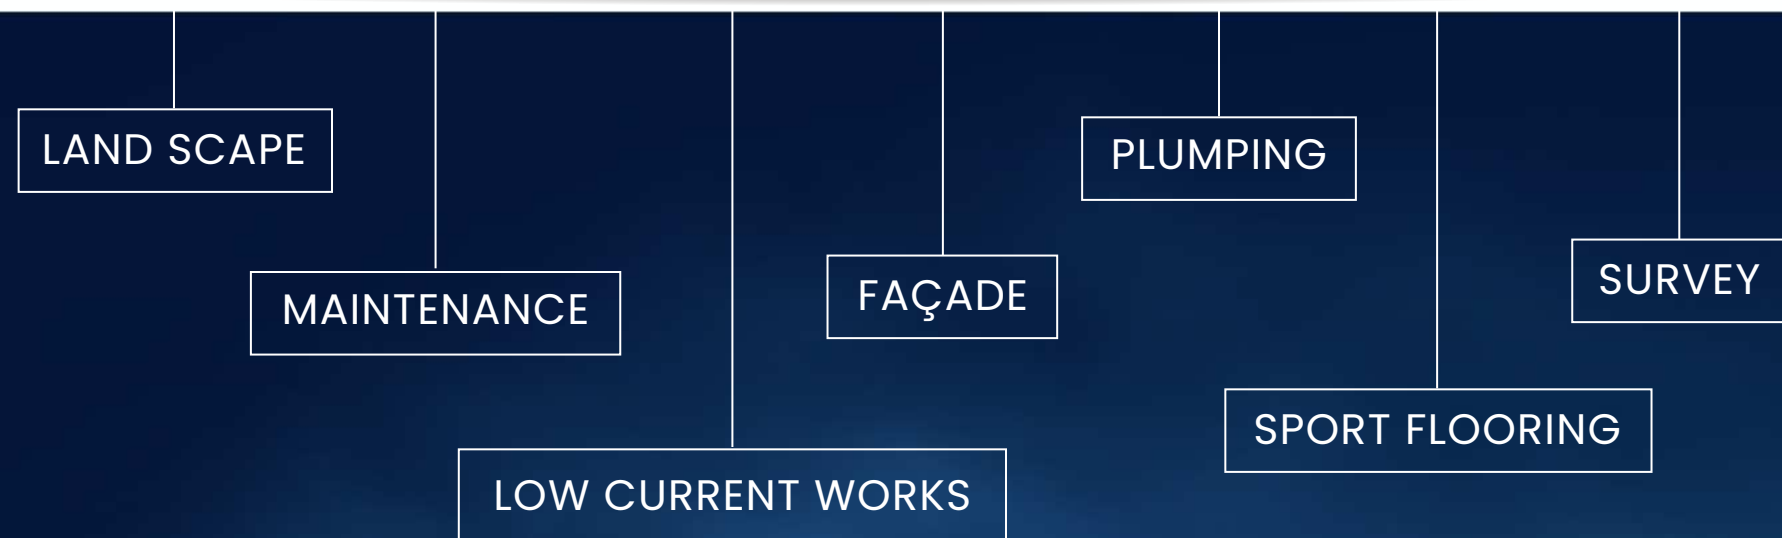 LAND SCAPE
MAINTENANCE
LOW CURRENT WORKS
FAÇADE
PLUMPING
SPORT FLOORING
SURVEY